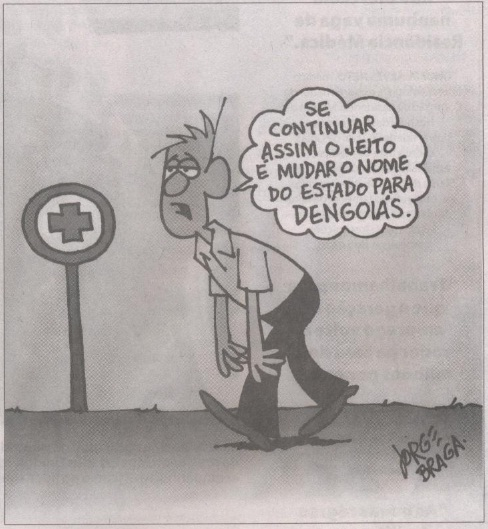 nenhuma vaga de
Residência Médica."
SE
CONTINUAR
ASSIM O JEITO
É MUDAR O NOME
DO ESTADO PARA
DENGOIÁS.
JORGE
BRAGA.